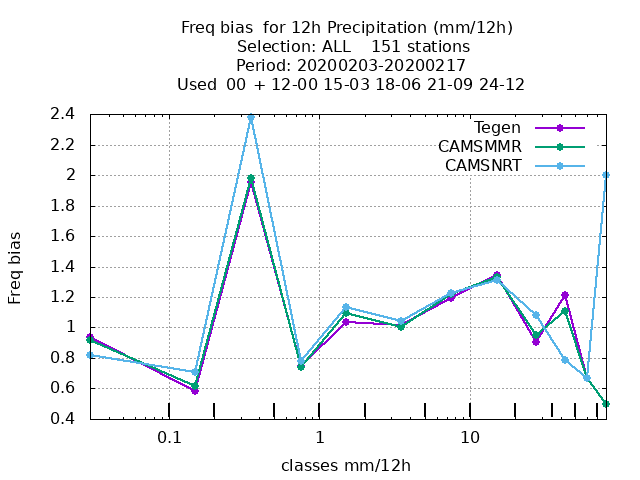 Freq bias  for 12h Precipitation (mm/12h)
Selection: ALL    151 stations
Period: 20200203-20200217
Used  00 + 12-00 15-03 18-06 21-09 24-12
Tegen
CAMSMMR
CAMSNRT
2.4
2.2
2
1.8
1.6
1.4
1.2
1
0.8
0.6
0.4
Freq bias
0.1
1
10
classes mm/12h